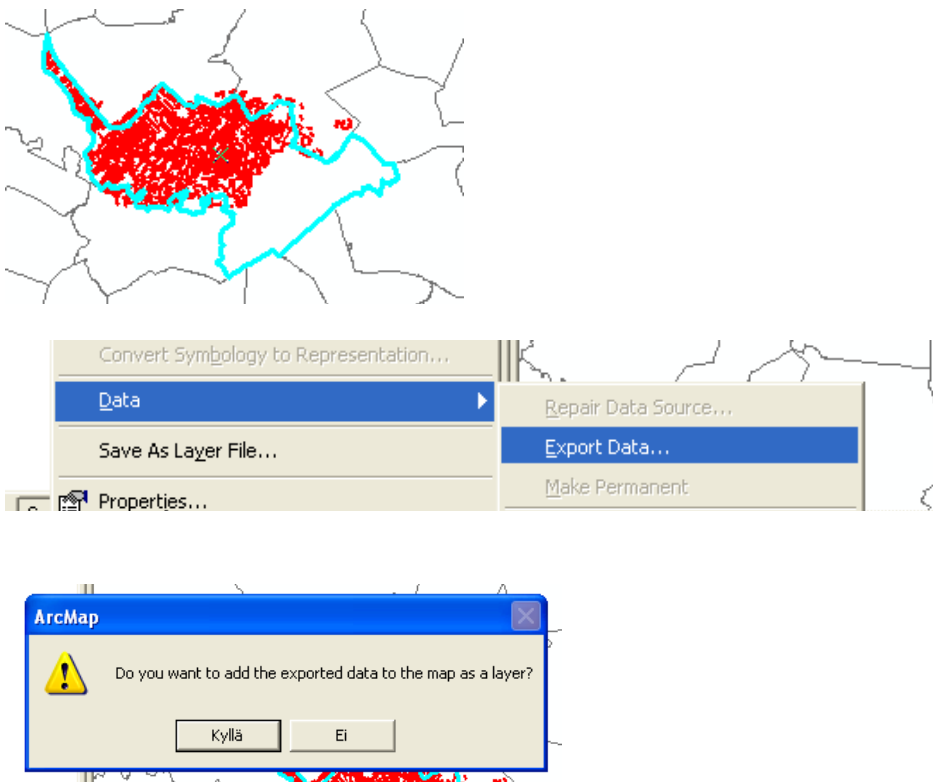 Convert Symbology to Representation...
Data
Repair Data Source...
Save As Layer File...
Export Data...
Make Permanent
Properties...
ArcMap
Do you want to add the exported data to the map as a layer?
Kyllä Ei